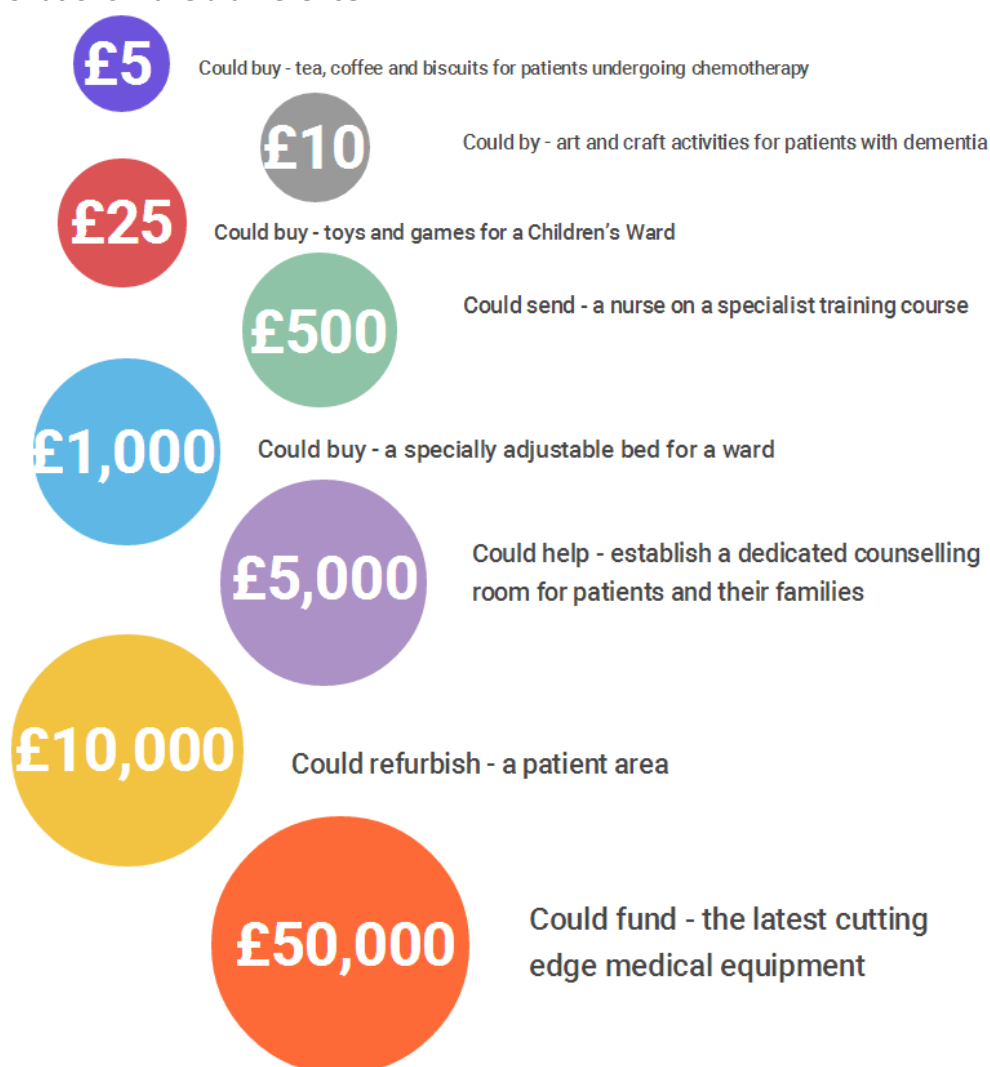 £5
Could buy - tea, coffee and biscuits for patients undergoing chemotherapy
£10
Could by - art and craft activities for patients with dementia
£25
Could buy - toys and games for a Children's Ward
£500
Could send - a nurse on a specialist training course
£1,000
Could buy - a specially adjustable bed for a ward
£5,000
Could help - establish a dedicated counselling
room for patients and their families
£10,000
Could refurbish - a patient area
£50,000
Could fund - the latest cutting
edge medical equipment